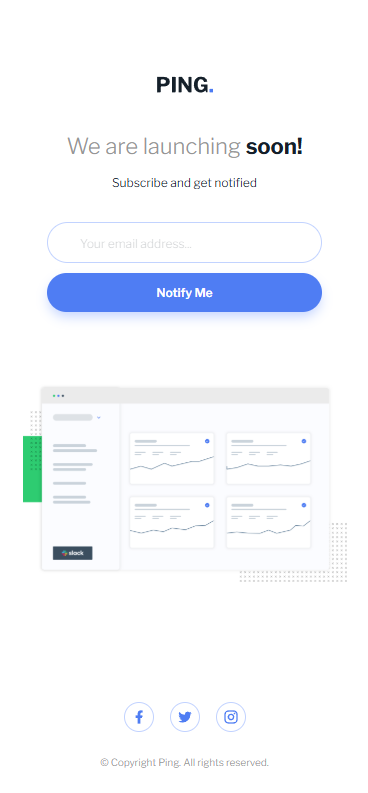 PING.
We are launching soon!
Subscribe and get notified
Your email address...
Notify Me
slack
© Copyright Ping. All rights reserved.